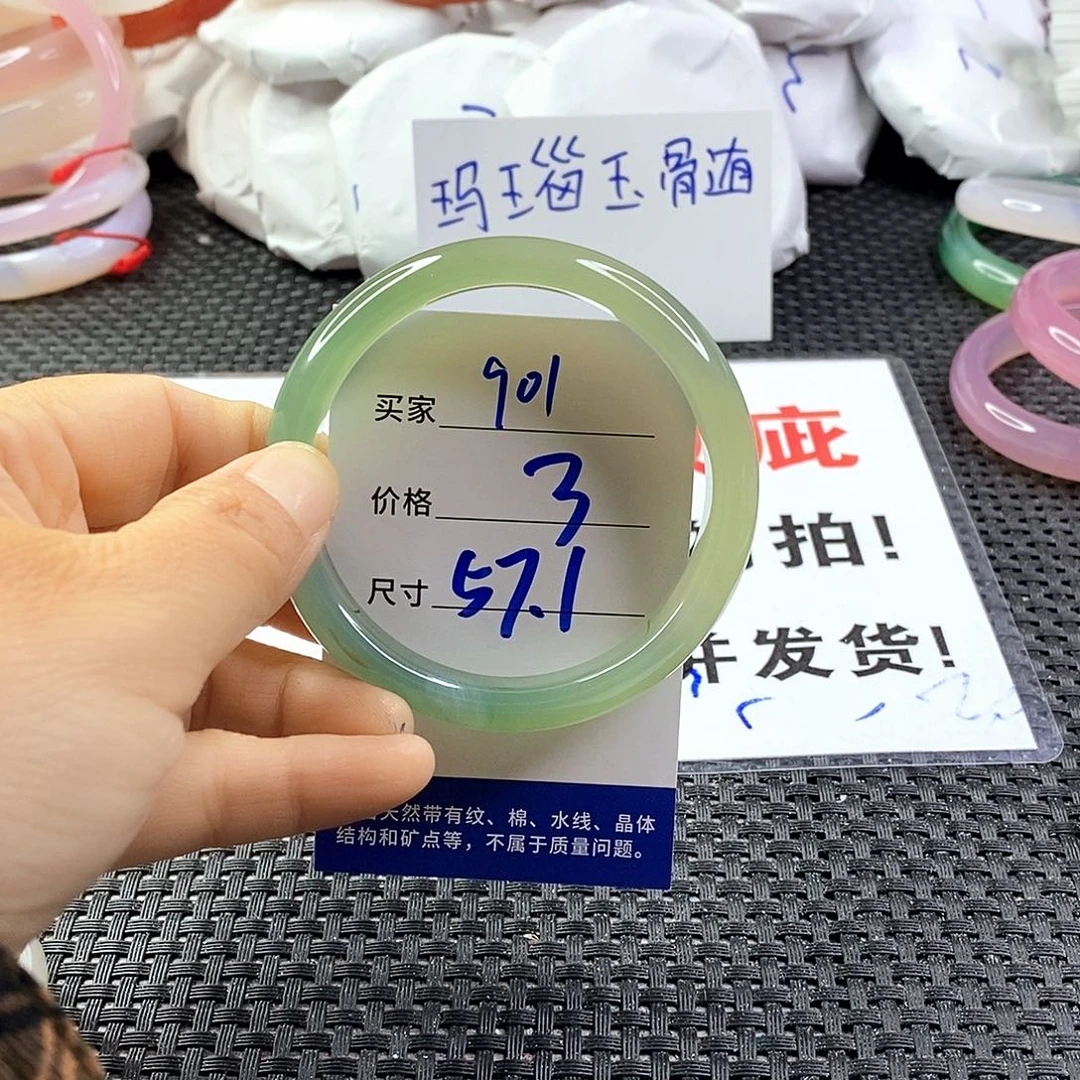 玛瑙玉骨髓
买家 901
价格 3
尺寸 57.1
疵
拍!
并发货!
天然带有纹、棉、水线、晶体
结构和矿点等，不属于质量问题。